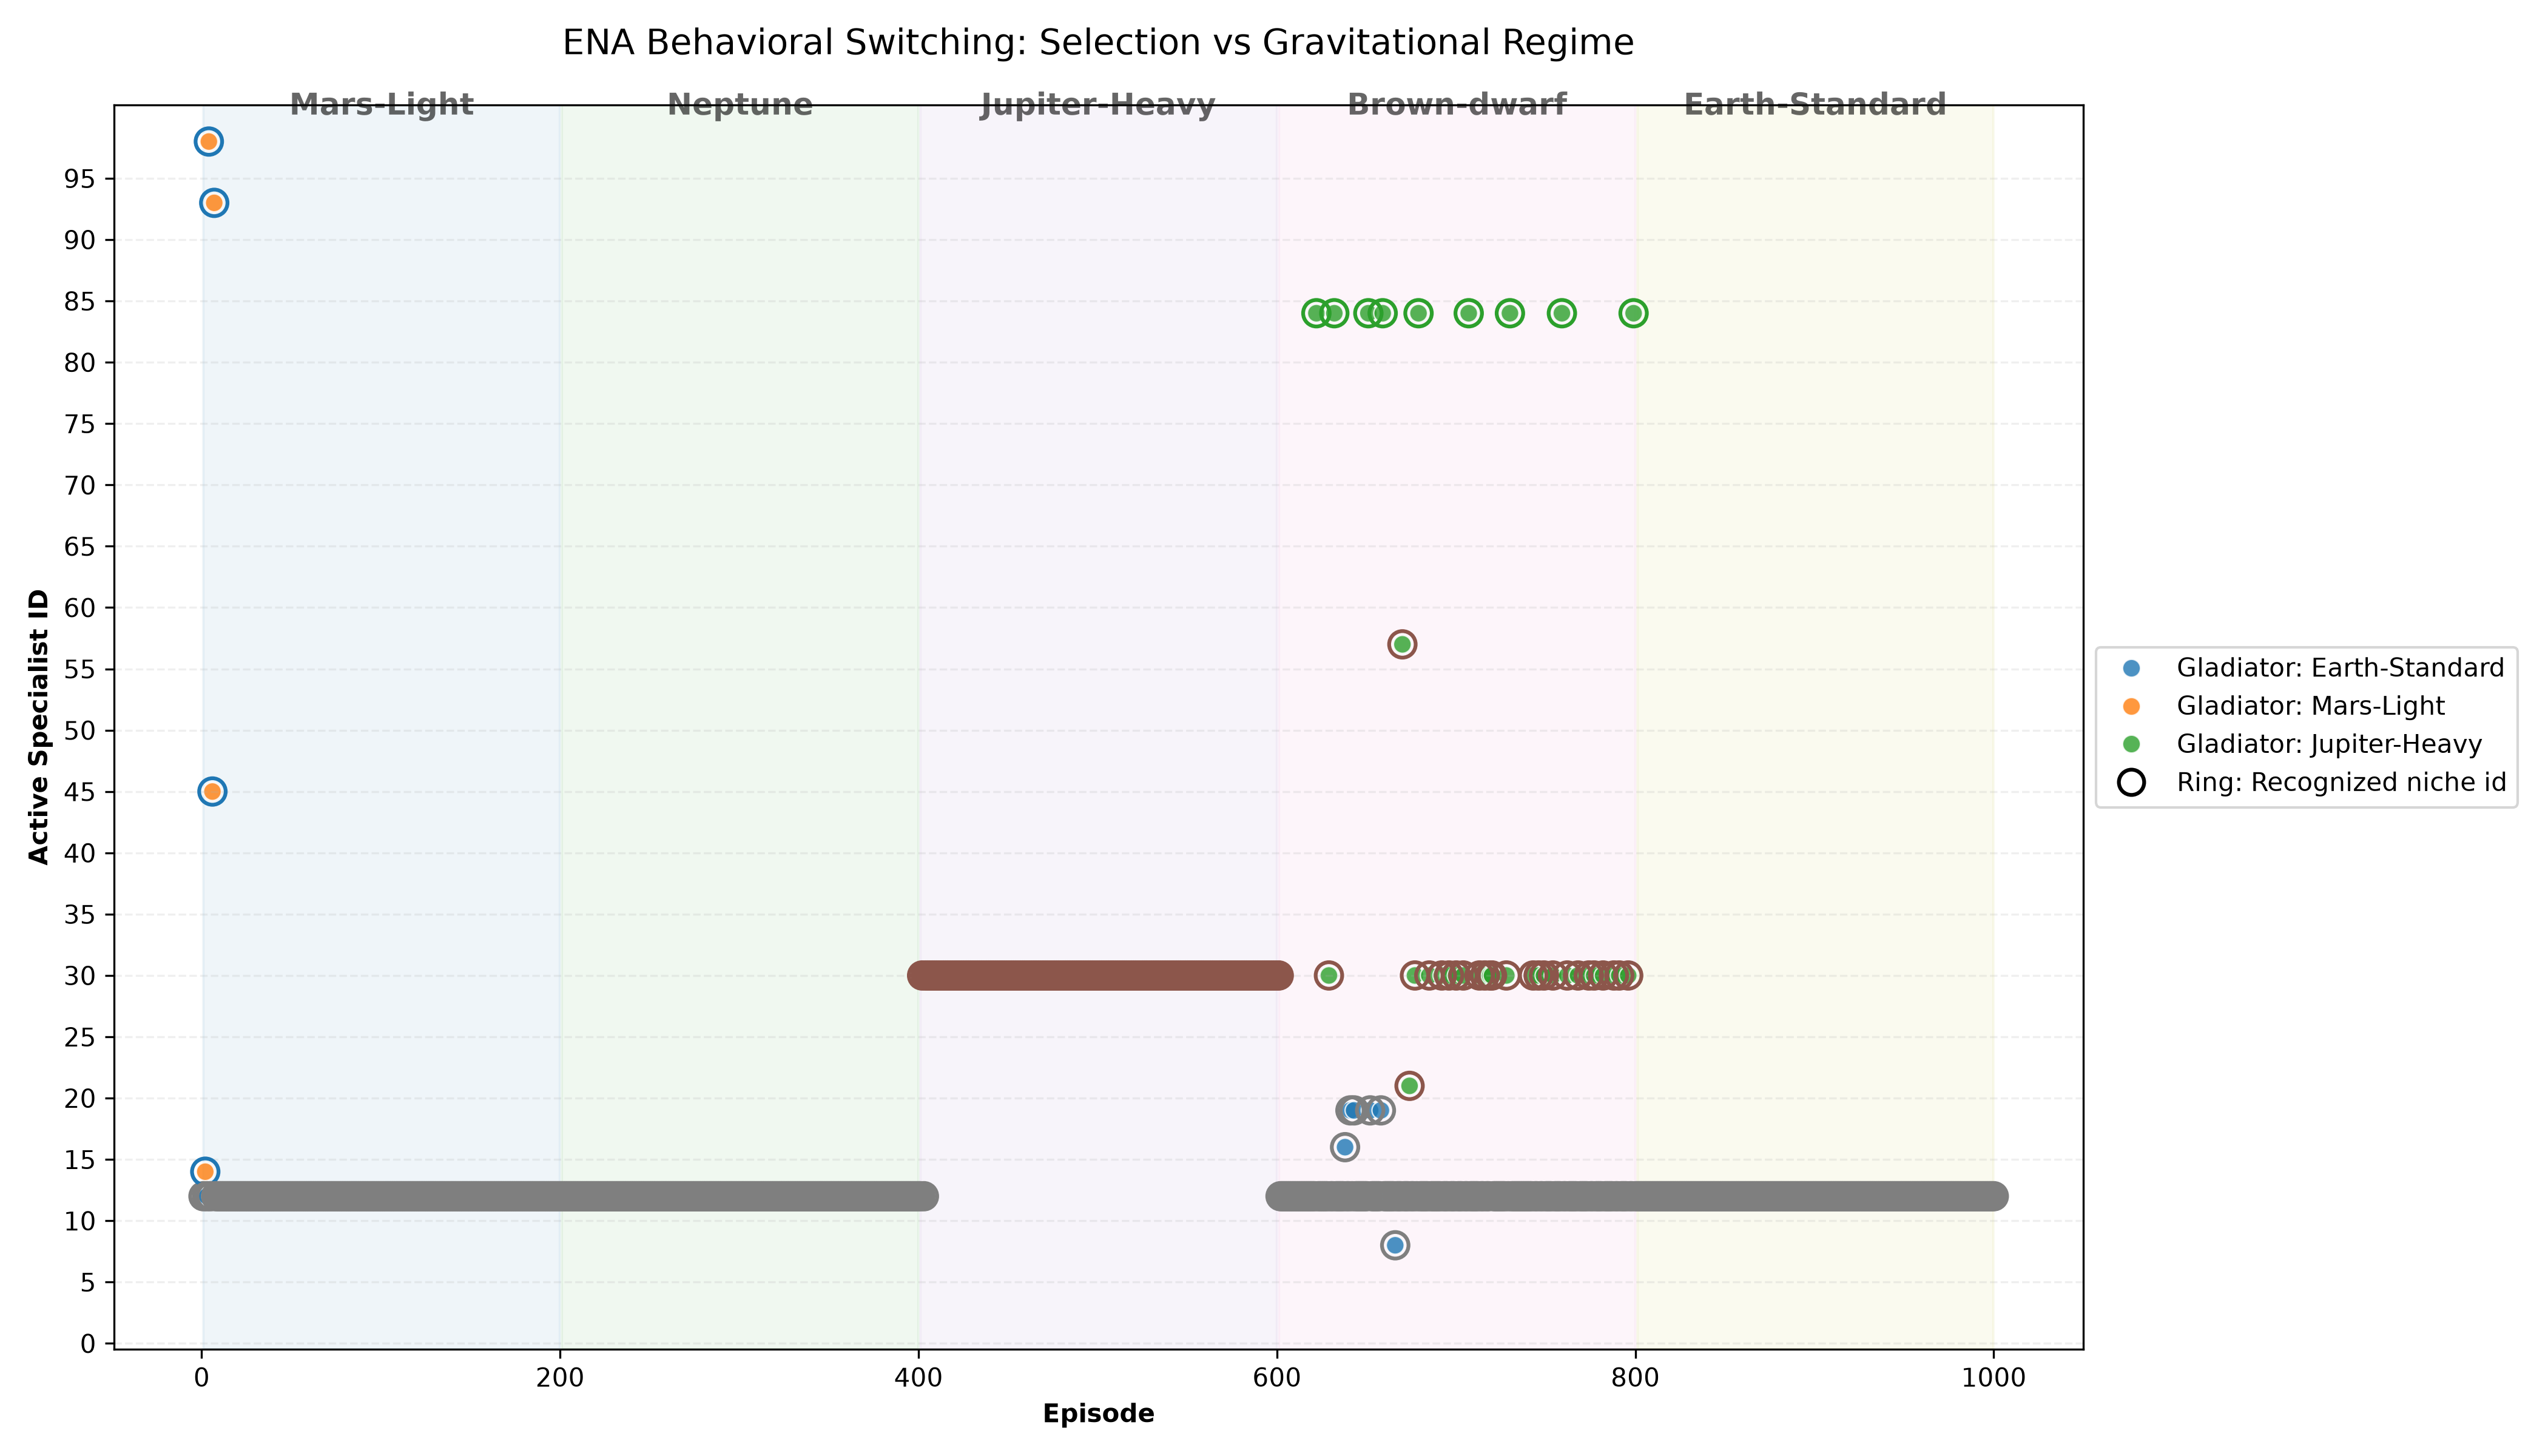 ENA Behavioral Switching: Selection vs Gravitational Regime
Mars-Light Neptune Jupiter-Heavy Brown-dwarf Earth-Standard
95
90
85
80
75
70
65
60
55
50
45
40
35
30
25
20
15
10
5
0
Active Specialist ID
0 200 400 600 800 1000
Episode
Gladiator: Earth-Standard
Gladiator: Mars-Light
Gladiator: Jupiter-Heavy
Ring: Recognized niche id